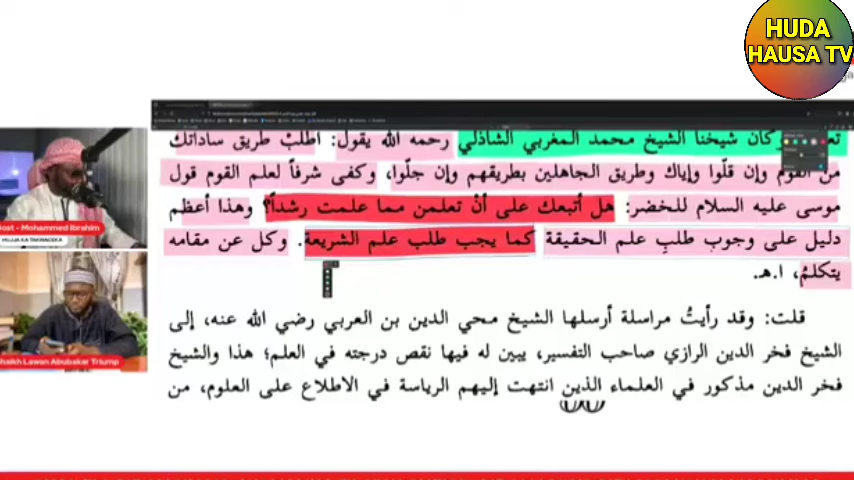 HUDA
HAUSA TV
وكان شيخنا الشيخ محمد المغربي الشاذلي رحمه الله يقول: اطلب طريق ساداتك
من القوم وإن قلّوا وإياك وطريق الجاهلين بطريقهم وإن جلّوا، وكفى شرفاً لعلم القوم قول
موسى عليه السلام للخضر: هل أتبعك على أنْ تعلمن مما علمت رشداً؟ وهذا أعظم
دليل على وجوب طلب علم الحقيقة كما يجب طلب علم الشريعة. وكل عن مقامه
يتكلمُ، ا.هـ.
قلت: وقد رأيتُ مراسلة أرسلها الشيخ محي الدين بن العربي رضي الله عنه، إلى
الشيخ فخر الدين الرازي صاحب التفسير، يبين له فيها نقص درجته في العلم؛ هذا والشيخ
فخر الدين مذكور في العلماء الذين انتهت إليهم الرياسة في الاطلاع على العلوم، من
ost - Mohammed Ibrahim
HUJJA KA TAKWACEKA
Shaikh Lawan Abubakar Triump